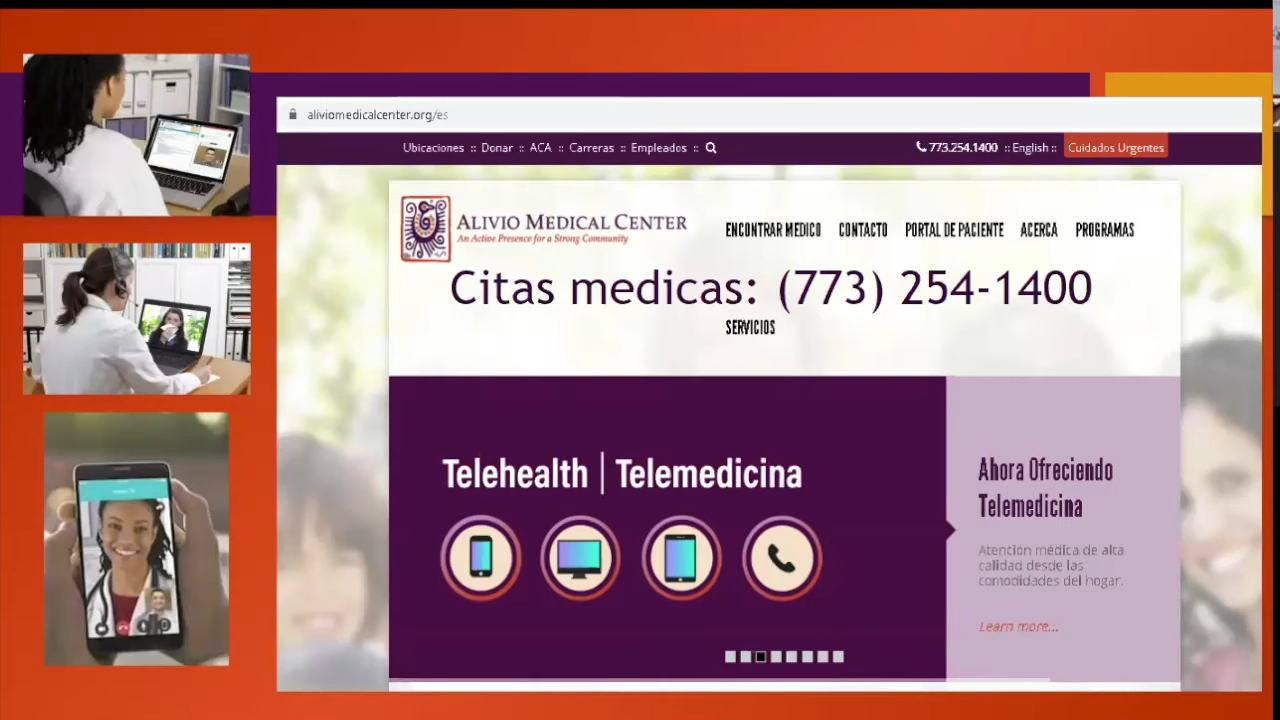 aliviomedicalcenter.org/es
Ubicaciones :: Donar :: ACA :: Carreras :: Empleados ::
773.254.1400 :: English :: Cuidados Urgentes
ALIVIO MEDICAL CENTER
An Active Presence for a Strong Community
ENCONTRAR MEDICO CONTACTO PORTAL DE PACIENTE ACERCA PROGRAMAS
Citas medicas: (773) 254-1400
SERVICIOS
Telehealth | Telemedicina
Ahora Ofreciendo
Telemedicina
Atención médica de alta
calidad desde las
comodidades del hogar.
Learn more...